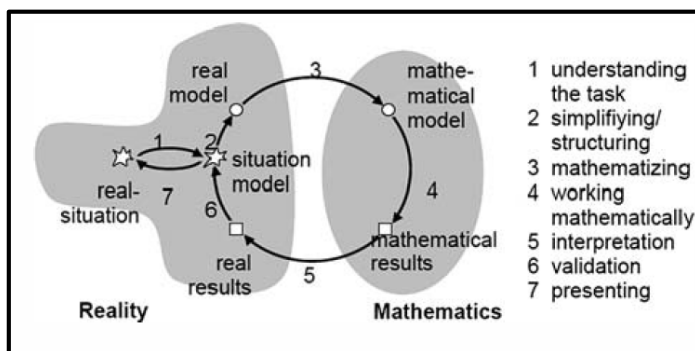 real
model
3
mathe-
matical
model
1
2
situation
model
real-
situation
7
6
4
real
results
5
mathematical
results
Reality
Mathematics
1 understanding
the task
2 simplifiying/
structuring
3 mathematizing
4 working
mathematically
5 interpretation
6 validation
7 presenting